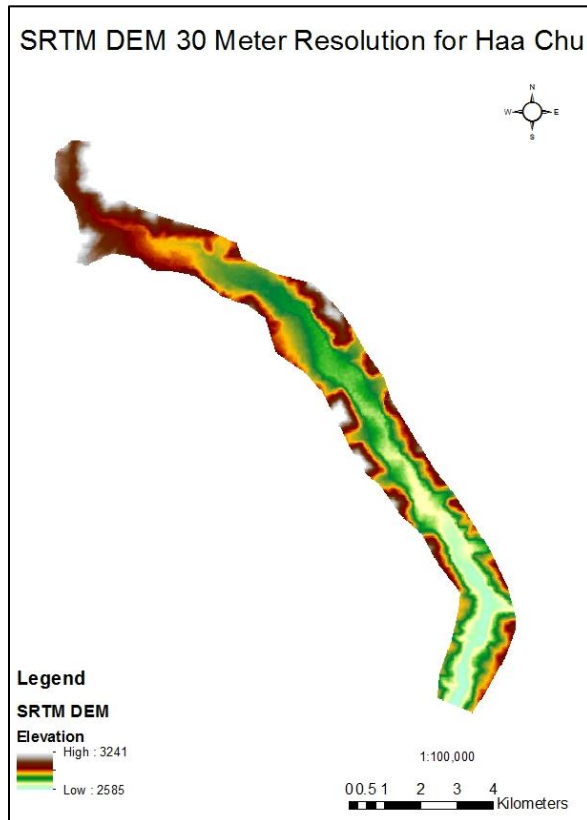 SRTM DEM 30 Meter Resolution for Haa Chu
N
W E
S
Legend
SRTM DEM
Elevation
High : 3241
Low : 2585
1:100,000
0 0.5 1 2 3 4
Kilometers